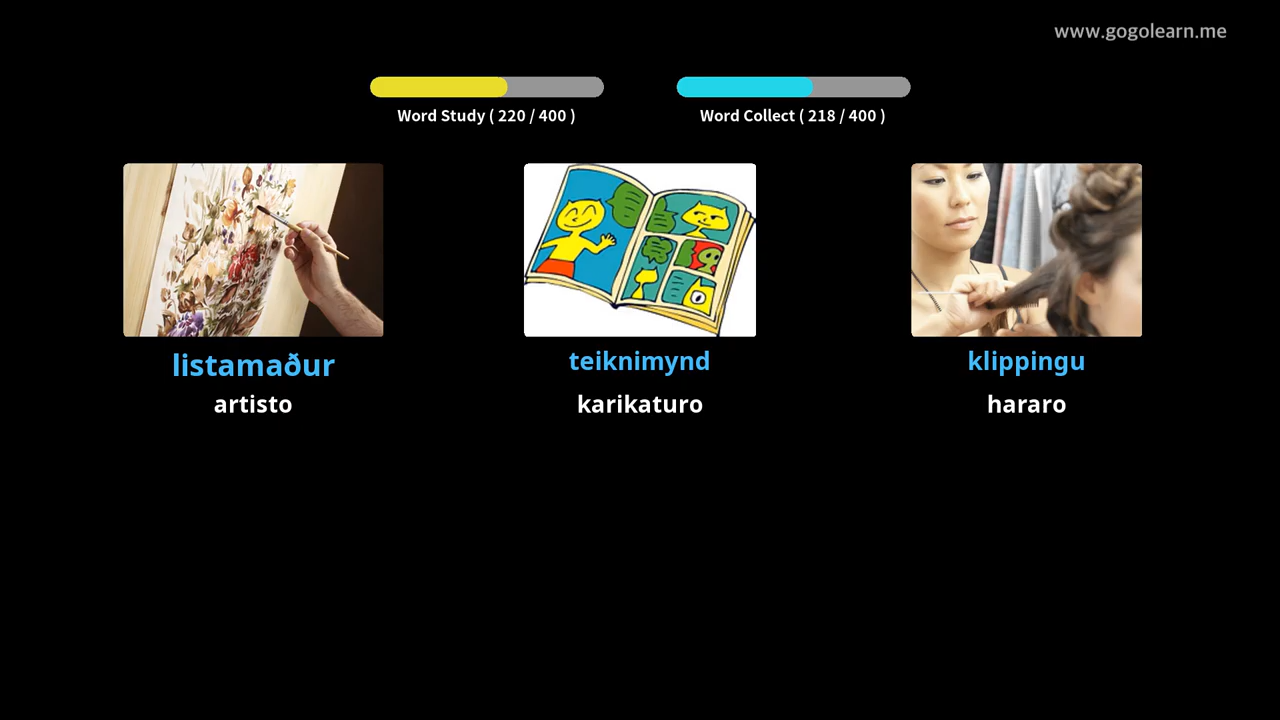 www.gogolearn.me
Word Study ( 220 / 400 )
Word Collect ( 218 / 400 )
listamaður
teiknimynd
klippingu
artisto
karikaturo
hararo